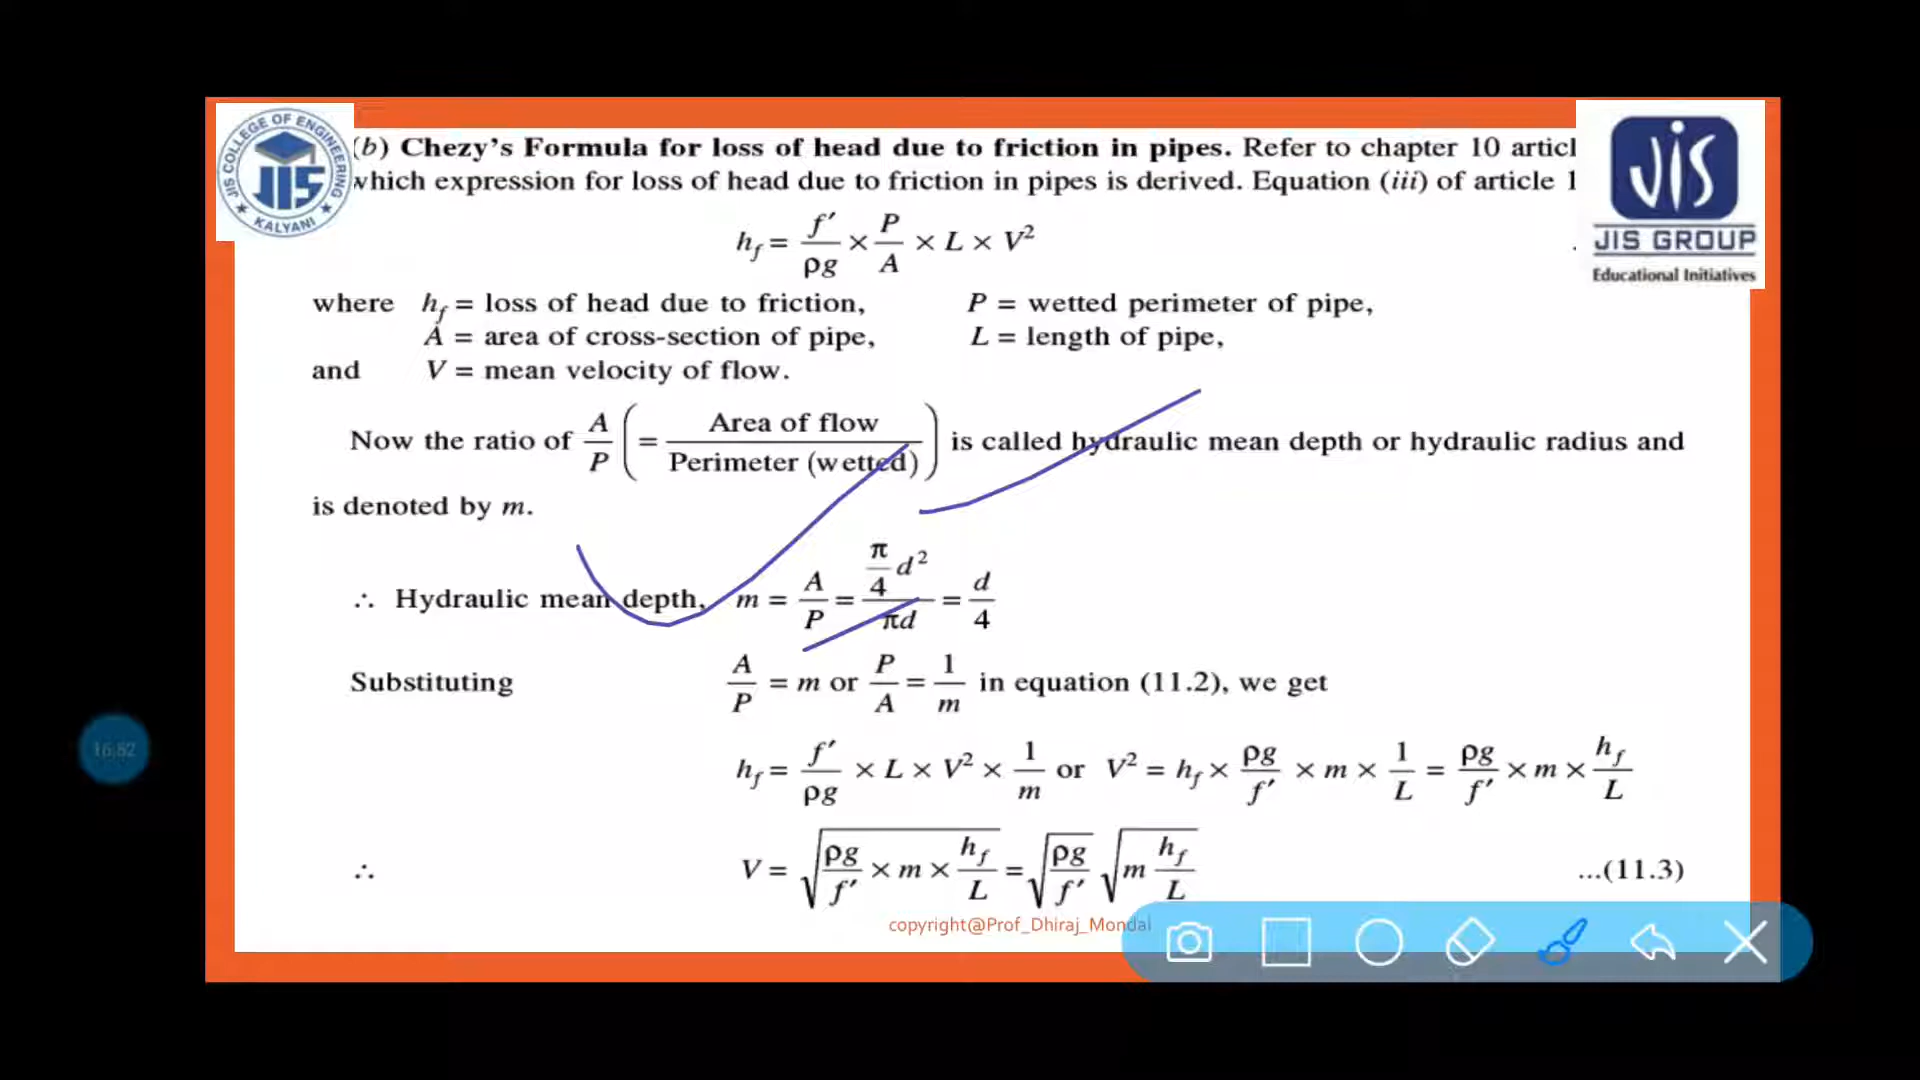 JIS COLLEGE OF ENGINEERING
JIS
KALYANI
(b) Chezy's Formula for loss of head due to friction in pipes. Refer to chapter 10
which expression for loss of head due to friction in pipes is derived. Equation (iii) of article
JIS
JIS GROUP
Educational Initiatives
h_f = f′/ρg × P/A × L × V²
where h_f = loss of head due to friction, P = wetted perimeter of pipe,
A = area of cross-section of pipe, L = length of pipe,
and V = mean velocity of flow.
Now the ratio of A/P (= Area of flow / Perimeter (wetted)) is called hydraulic mean depth or hydraulic radius and
is denoted by m.
∴ Hydraulic mean depth, m = A/P = (π/4 d²)/(πd) = d/4
Substituting A/P = m or P/A = 1/m in equation (11.2), we get
h_f = f′/ρg × L × V² × 1/m or V² = h_f × ρg/f′ × m × 1/L = ρg/f′ × m × h_f/L
∴ V = √(ρg/f′ × m × h_f/L) = √(ρg/f′) √(m h_f/L) ...(11.3)
copyright@Prof_Dhiraj_Mondal